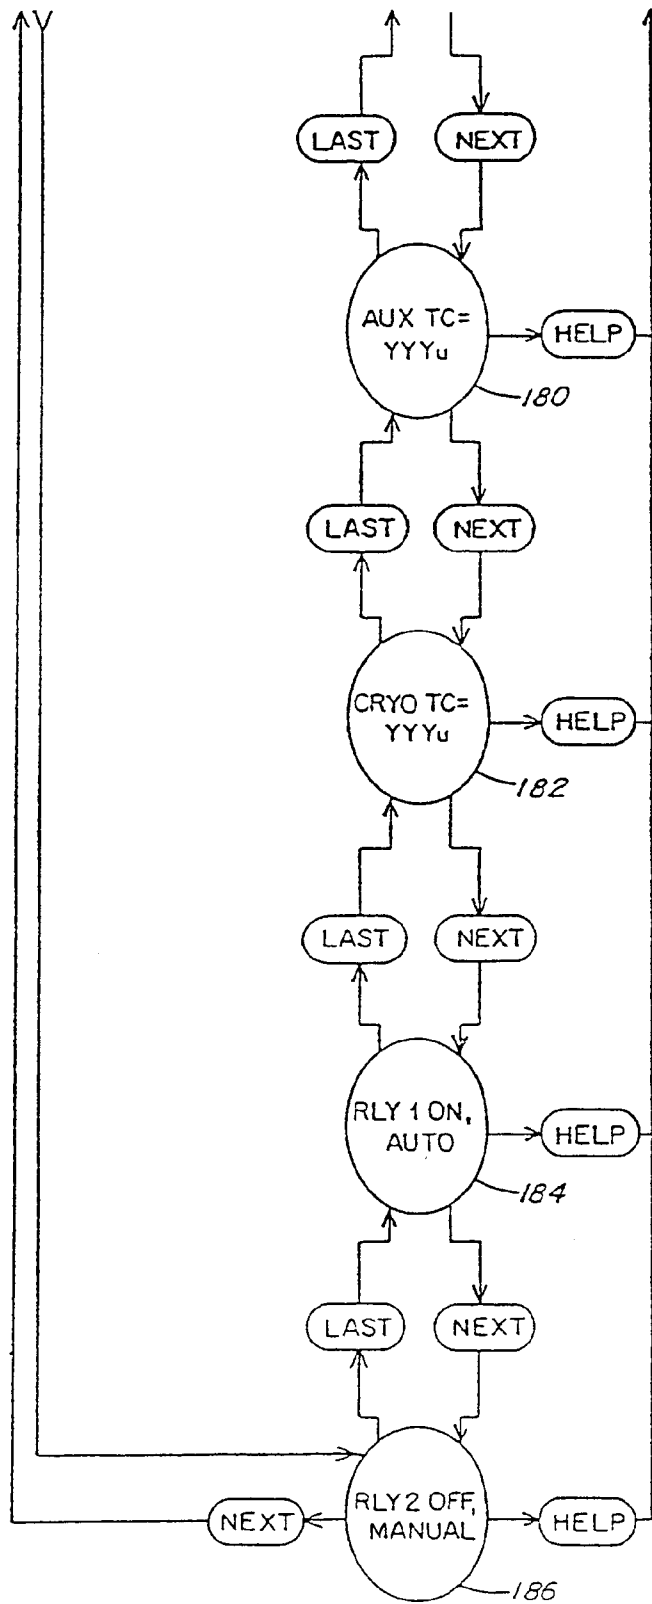 LAST NEXT
AUX TC=
YYYu
HELP
180
LAST NEXT
CRYO TC=
YYYu
HELP
182
LAST NEXT
RLY 1 ON,
AUTO
HELP
184
LAST NEXT
RLY 2 OFF,
MANUAL
NEXT
HELP
186